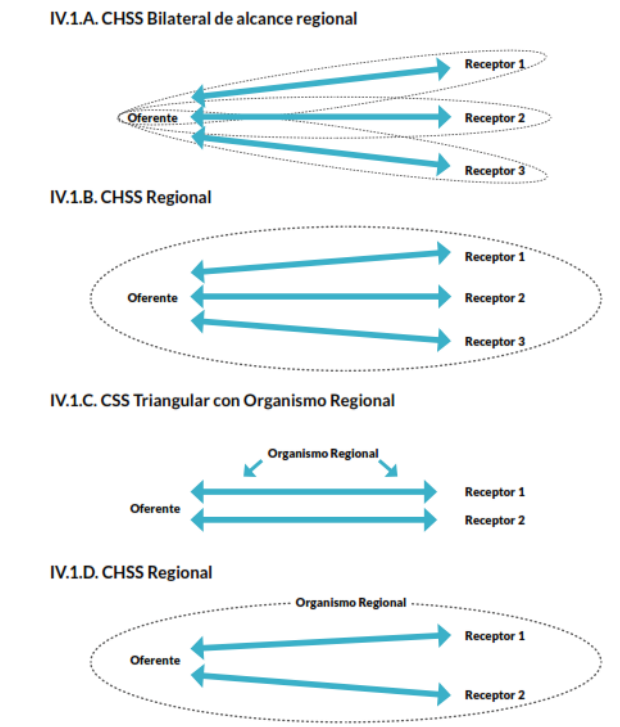 IV.1.A. CHSS Bilateral de alcance regional
Receptor 1
Oferente
Receptor 2
Receptor 3
IV.1.B. CHSS Regional
Receptor 1
Oferente
Receptor 2
Receptor 3
IV.1.C. CSS Triangular con Organismo Regional
Organismo Regional
Receptor 1
Oferente
Receptor 2
IV.1.D. CHSS Regional
Organismo Regional
Receptor 1
Oferente
Receptor 2